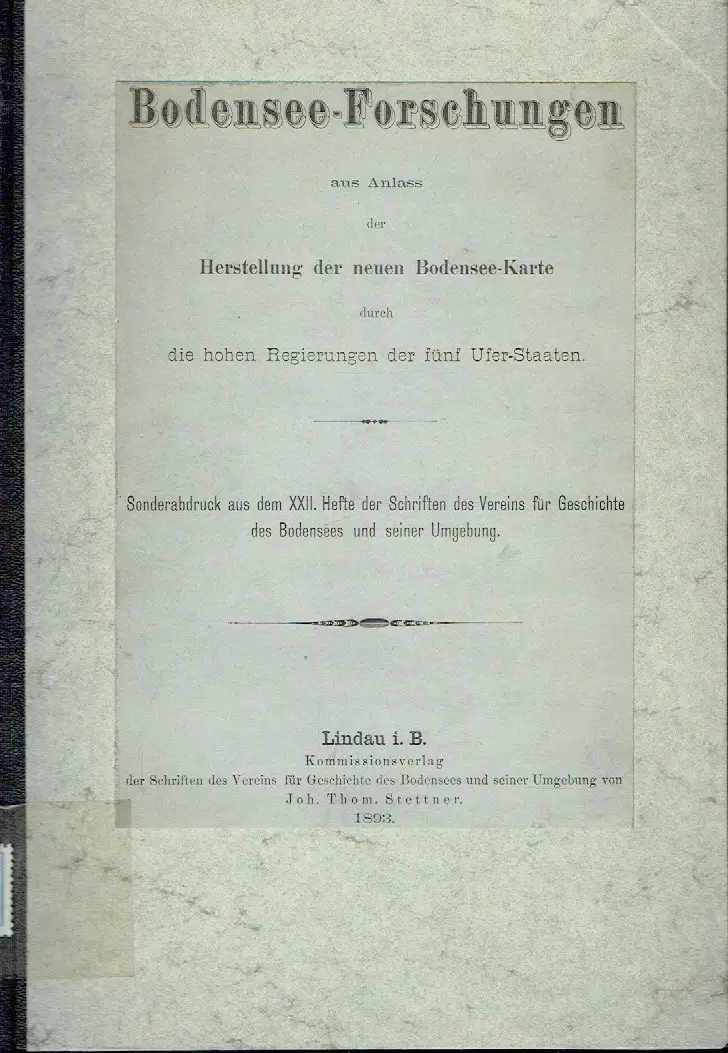 Bodensee-Forschungen
aus Anlass
der
Herstellung der neuen Bodensee-Karte
durch
die hohen Regierungen der fünf Ufer-Staaten.
Sonderabdruck aus dem XXII. Hefte der Schriften des Vereins für Geschichte
des Bodensees und seiner Umgebung.
Lindau i. B.
Kommissionsverlag
der Schriften des Vereins für Geschichte des Bodensees und seiner Umgebung von
Joh. Thom. Stettner.
1893.